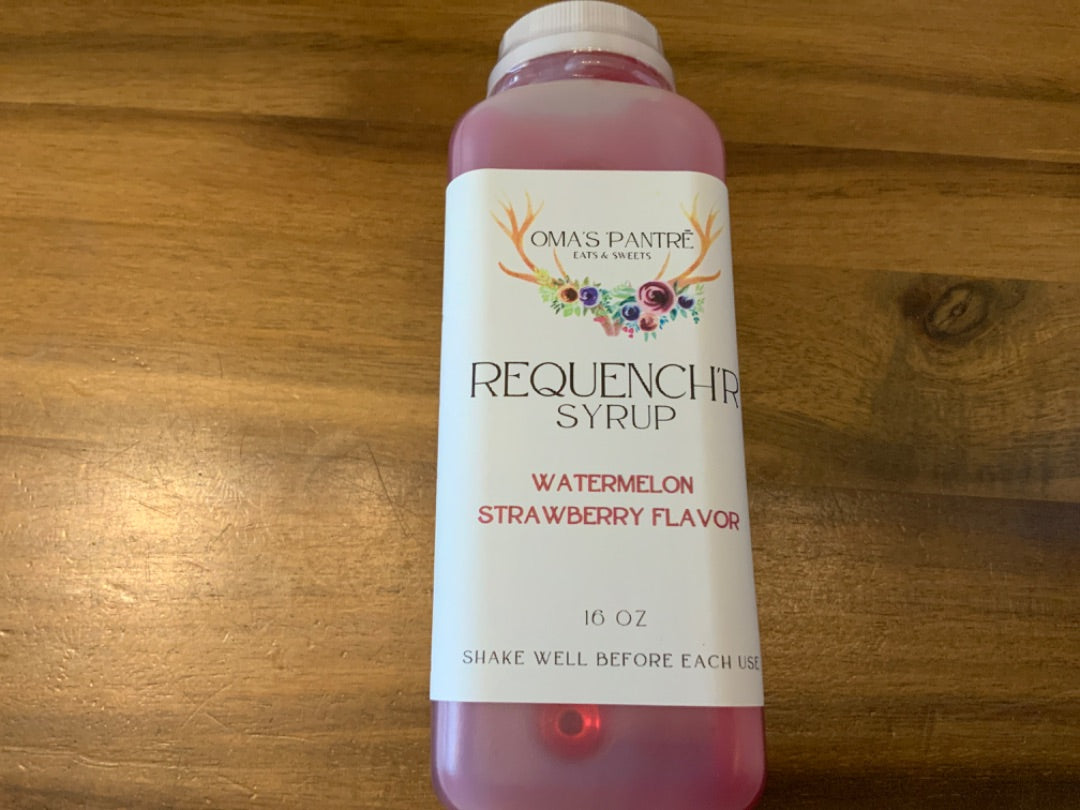 OMA'S PANTRĒ
EATS & SWEETS
REQUENCH'R
SYRUP
WATERMELON
STRAWBERRY FLAVOR
16 OZ
SHAKE WELL BEFORE EACH USE